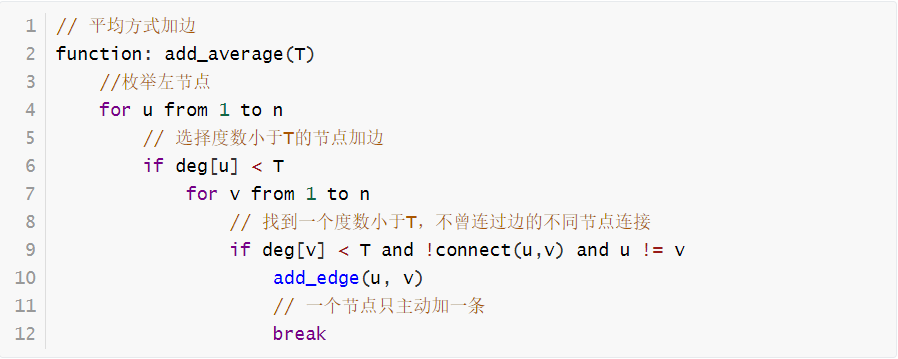 1 // 平均方式加边
2 function: add_average(T)
3     //枚举左节点
4     for u from 1 to n
5         // 选择度数小于T的节点加边
6         if deg[u] < T
7             for v from 1 to n
8                 // 找到一个度数小于T，不曾连过边的不同节点连接
9                 if deg[v] < T and !connect(u,v) and u != v
10                     add_edge(u, v)
11                     // 一个节点只主动加一条
12                     break